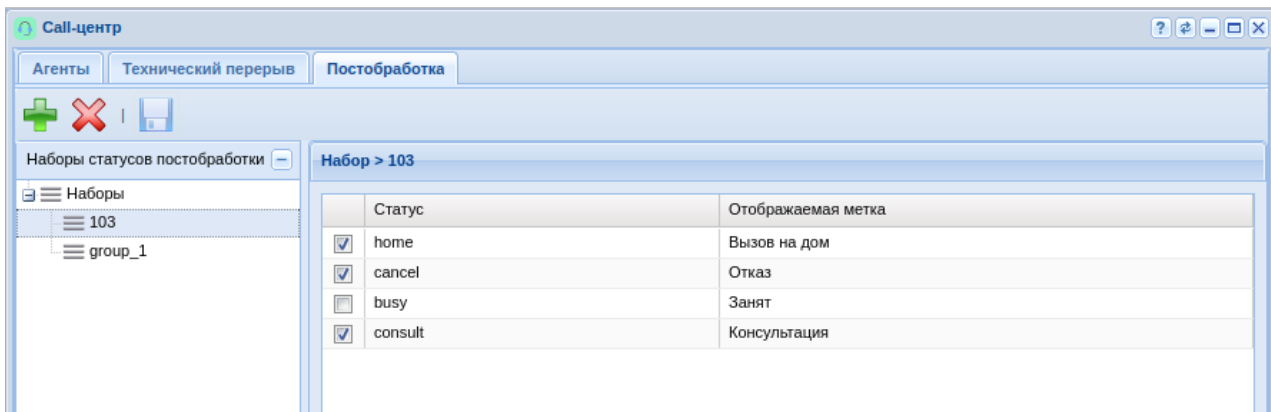 Call-центр
Агенты Технический перерыв Постобработка
Наборы статусов постобработки
Набор > 103
Наборы
103
group_1
Статус Отображаемая метка
home Вызов на дом
cancel Отказ
busy Занят
consult Консультация